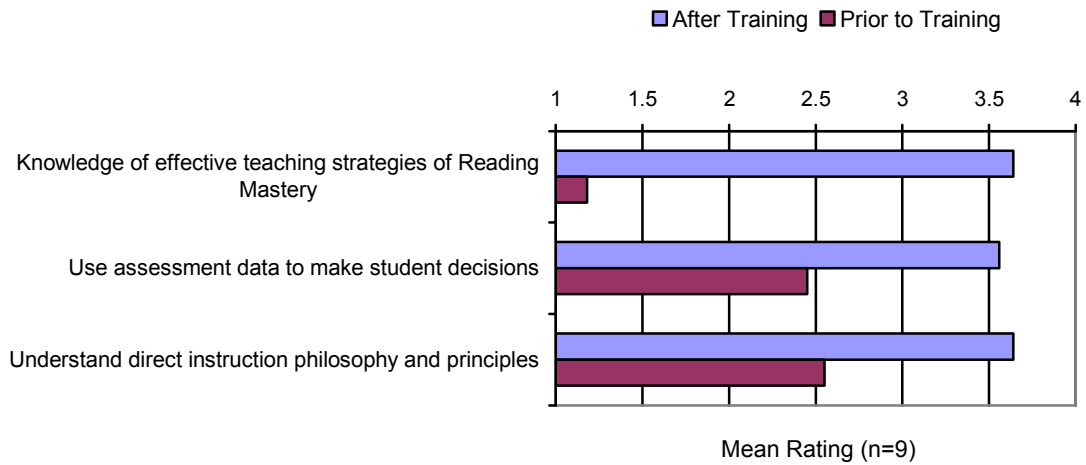 After Training Prior to Training
1 1.5 2 2.5 3 3.5 4
Knowledge of effective teaching strategies of Reading
Mastery
Use assessment data to make student decisions
Understand direct instruction philosophy and principles
Mean Rating (n=9)